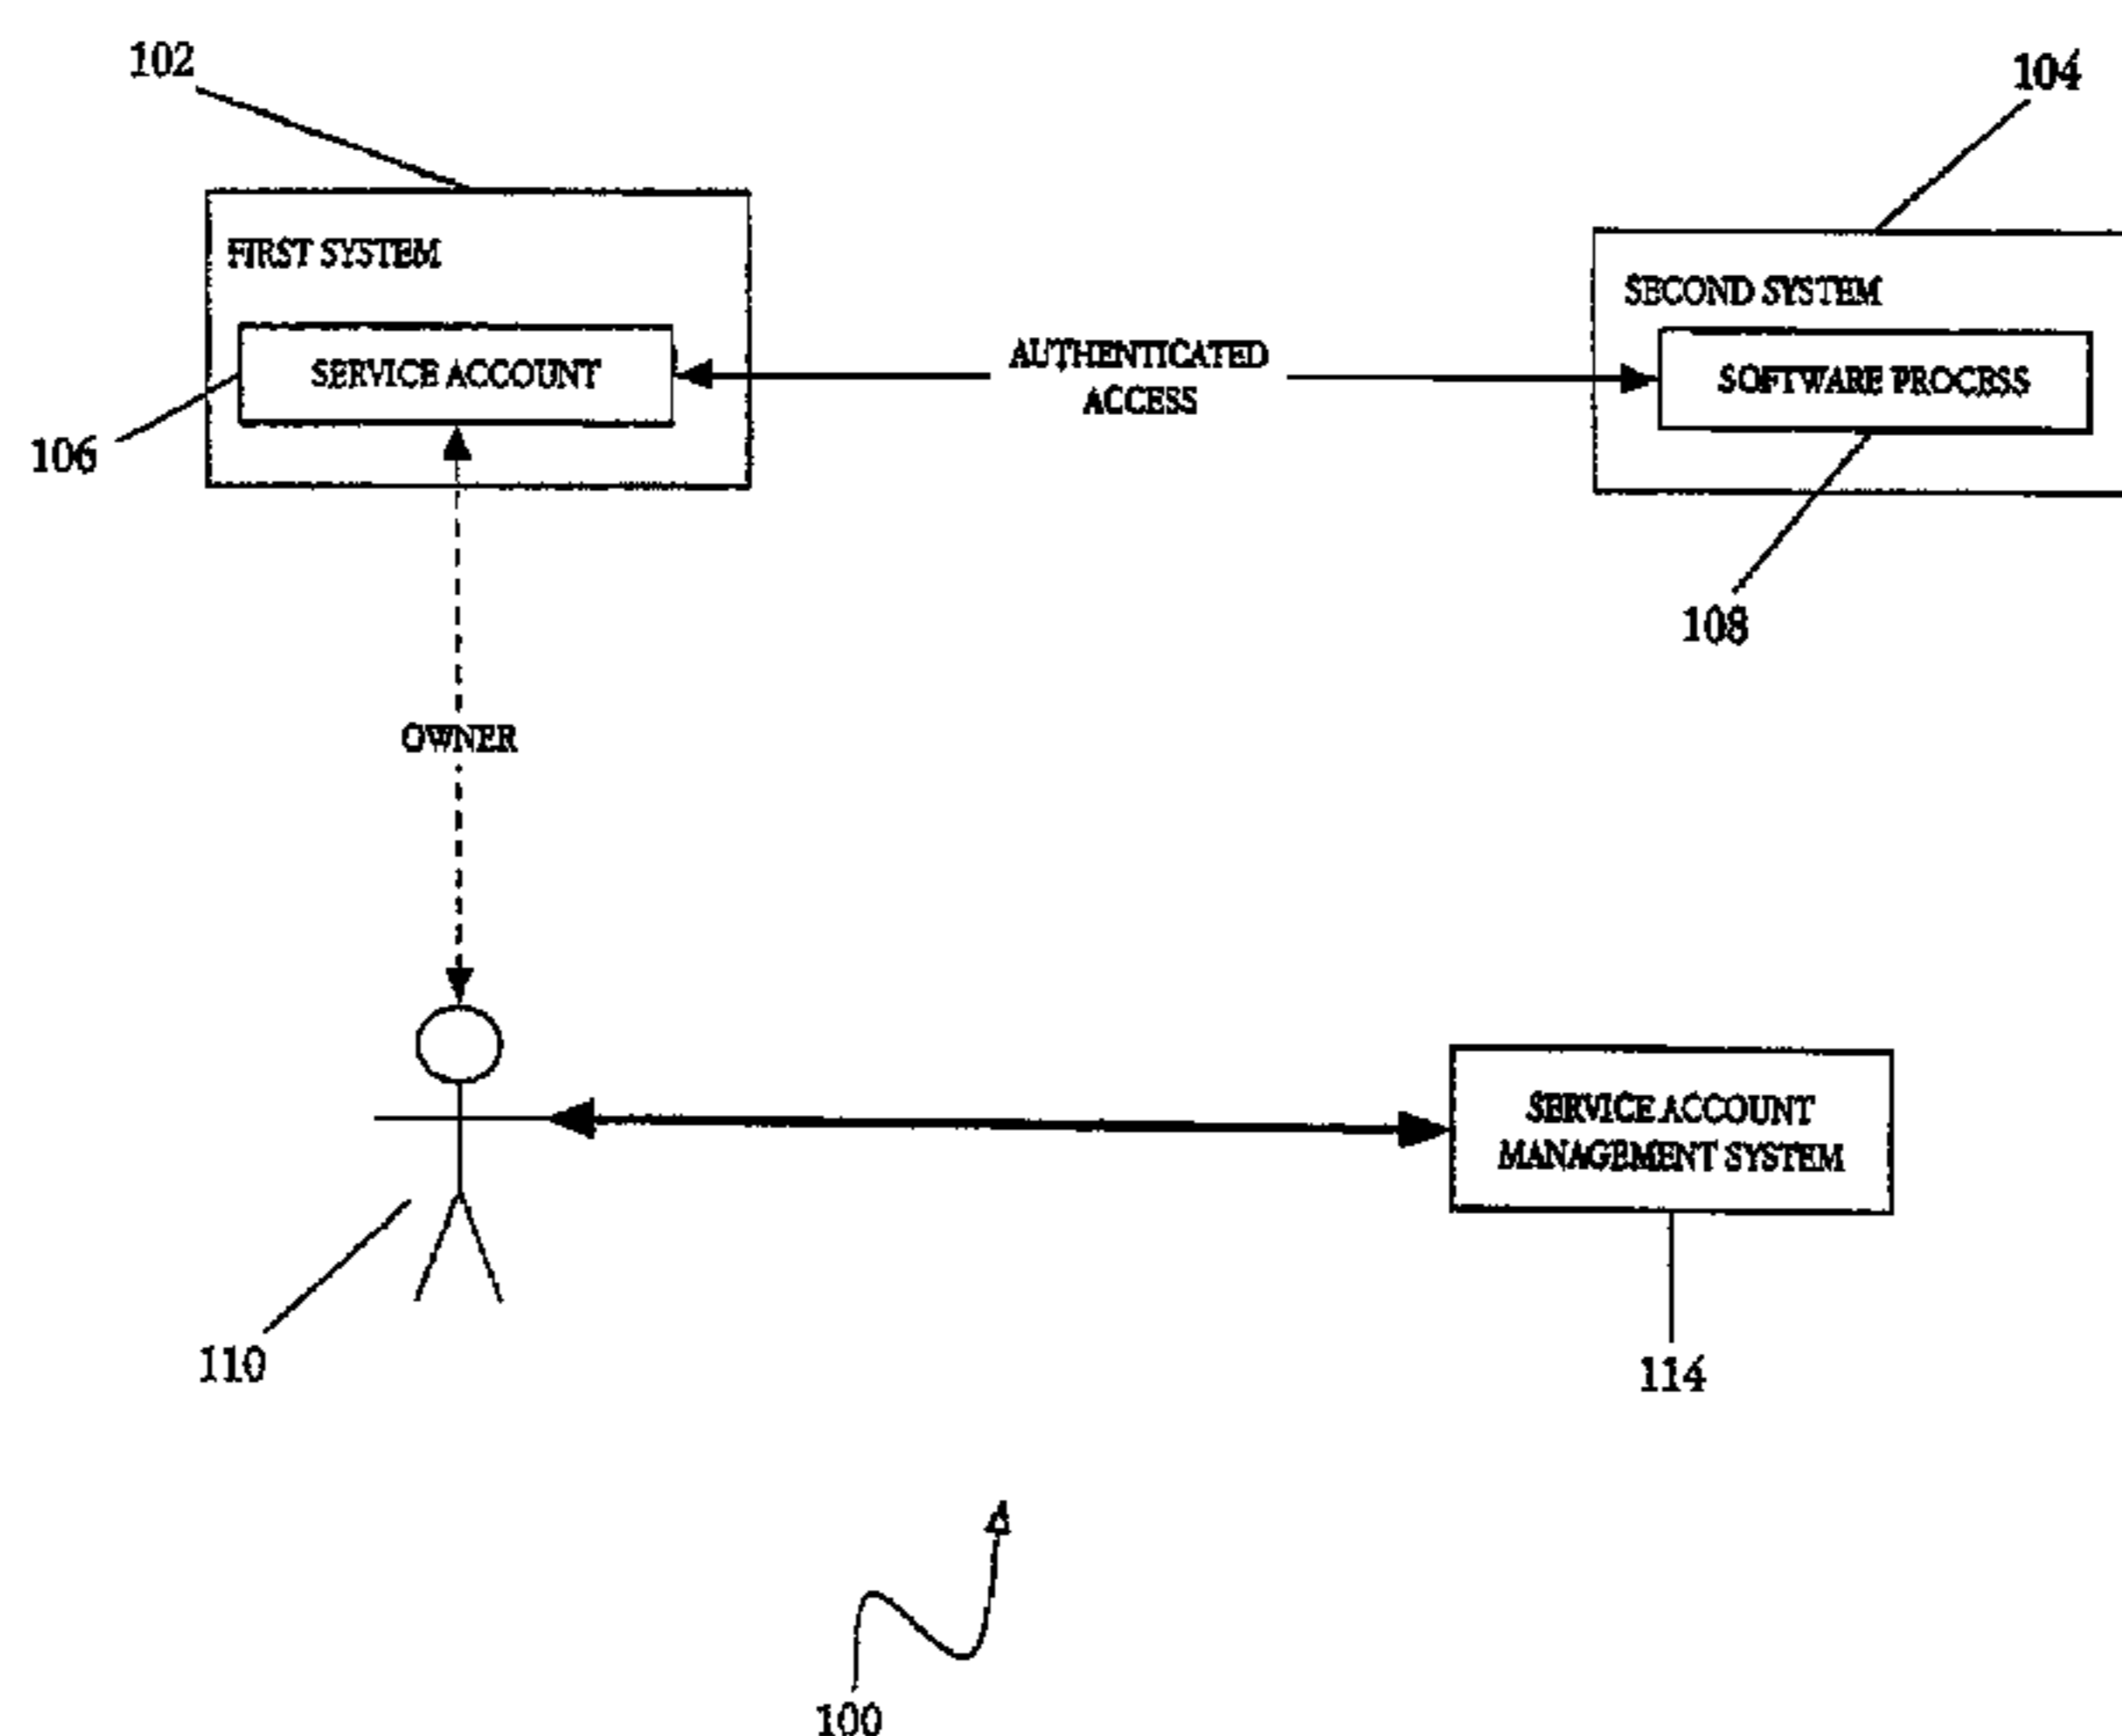 102
104
FIRST SYSTEM
SECOND SYSTEM
SERVICE ACCOUNT
AUTHENTICATED
ACCESS
SOFTWARE PROCESS
106
108
OWNER
SERVICE ACCOUNT
MANAGEMENT SYSTEM
110
114
100